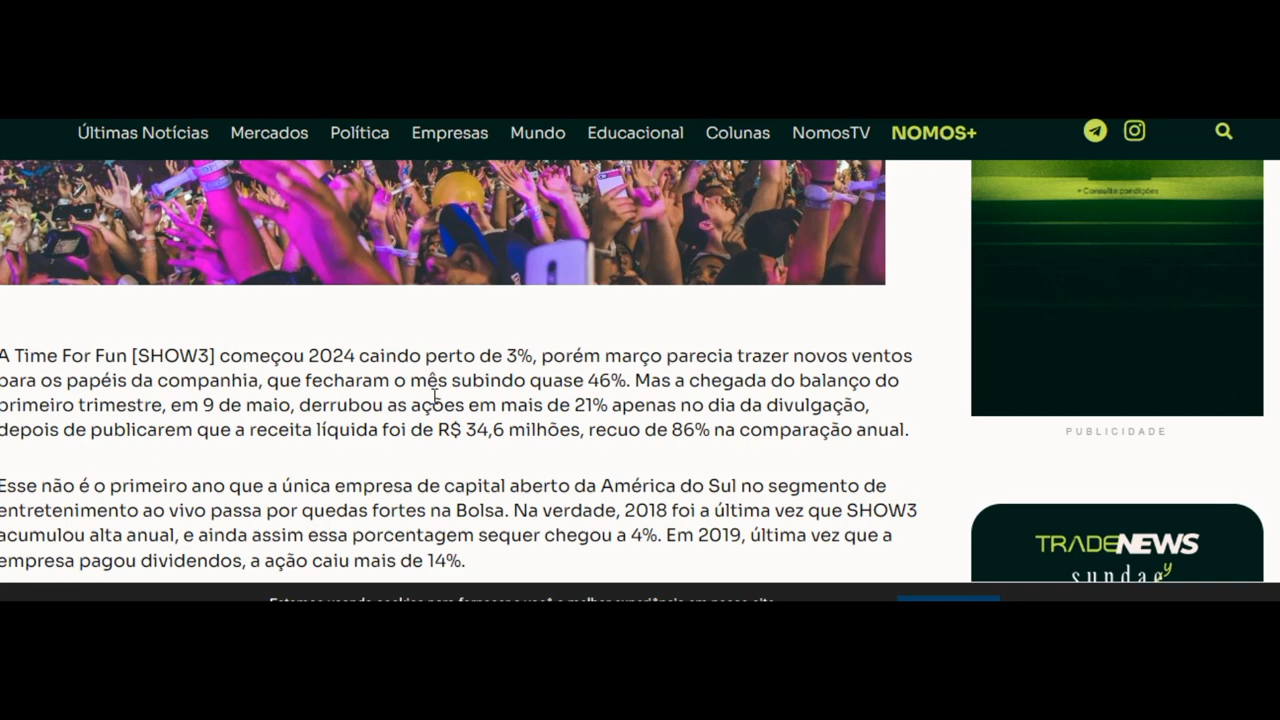 Últimas Notícias Mercados Política Empresas Mundo Educacional Colunas NomosTV NOMOS+
+ Consulte condições
A Time For Fun [SHOW3] começou 2024 caindo perto de 3%, porém março parecia trazer novos ventos
para os papéis da companhia, que fecharam o mês subindo quase 46%. Mas a chegada do balanço do
primeiro trimestre, em 9 de maio, derrubou as ações em mais de 21% apenas no dia da divulgação,
depois de publicarem que a receita líquida foi de R$ 34,6 milhões, recuo de 86% na comparação anual.
PUBLICIDADE
Esse não é o primeiro ano que a única empresa de capital aberto da América do Sul no segmento de
entretenimento ao vivo passa por quedas fortes na Bolsa. Na verdade, 2018 foi a última vez que SHOW3
acumulou alta anual, e ainda assim essa porcentagem sequer chegou a 4%. Em 2019, última vez que a
empresa pagou dividendos, a ação caiu mais de 14%.
TRADENEWS
sunday